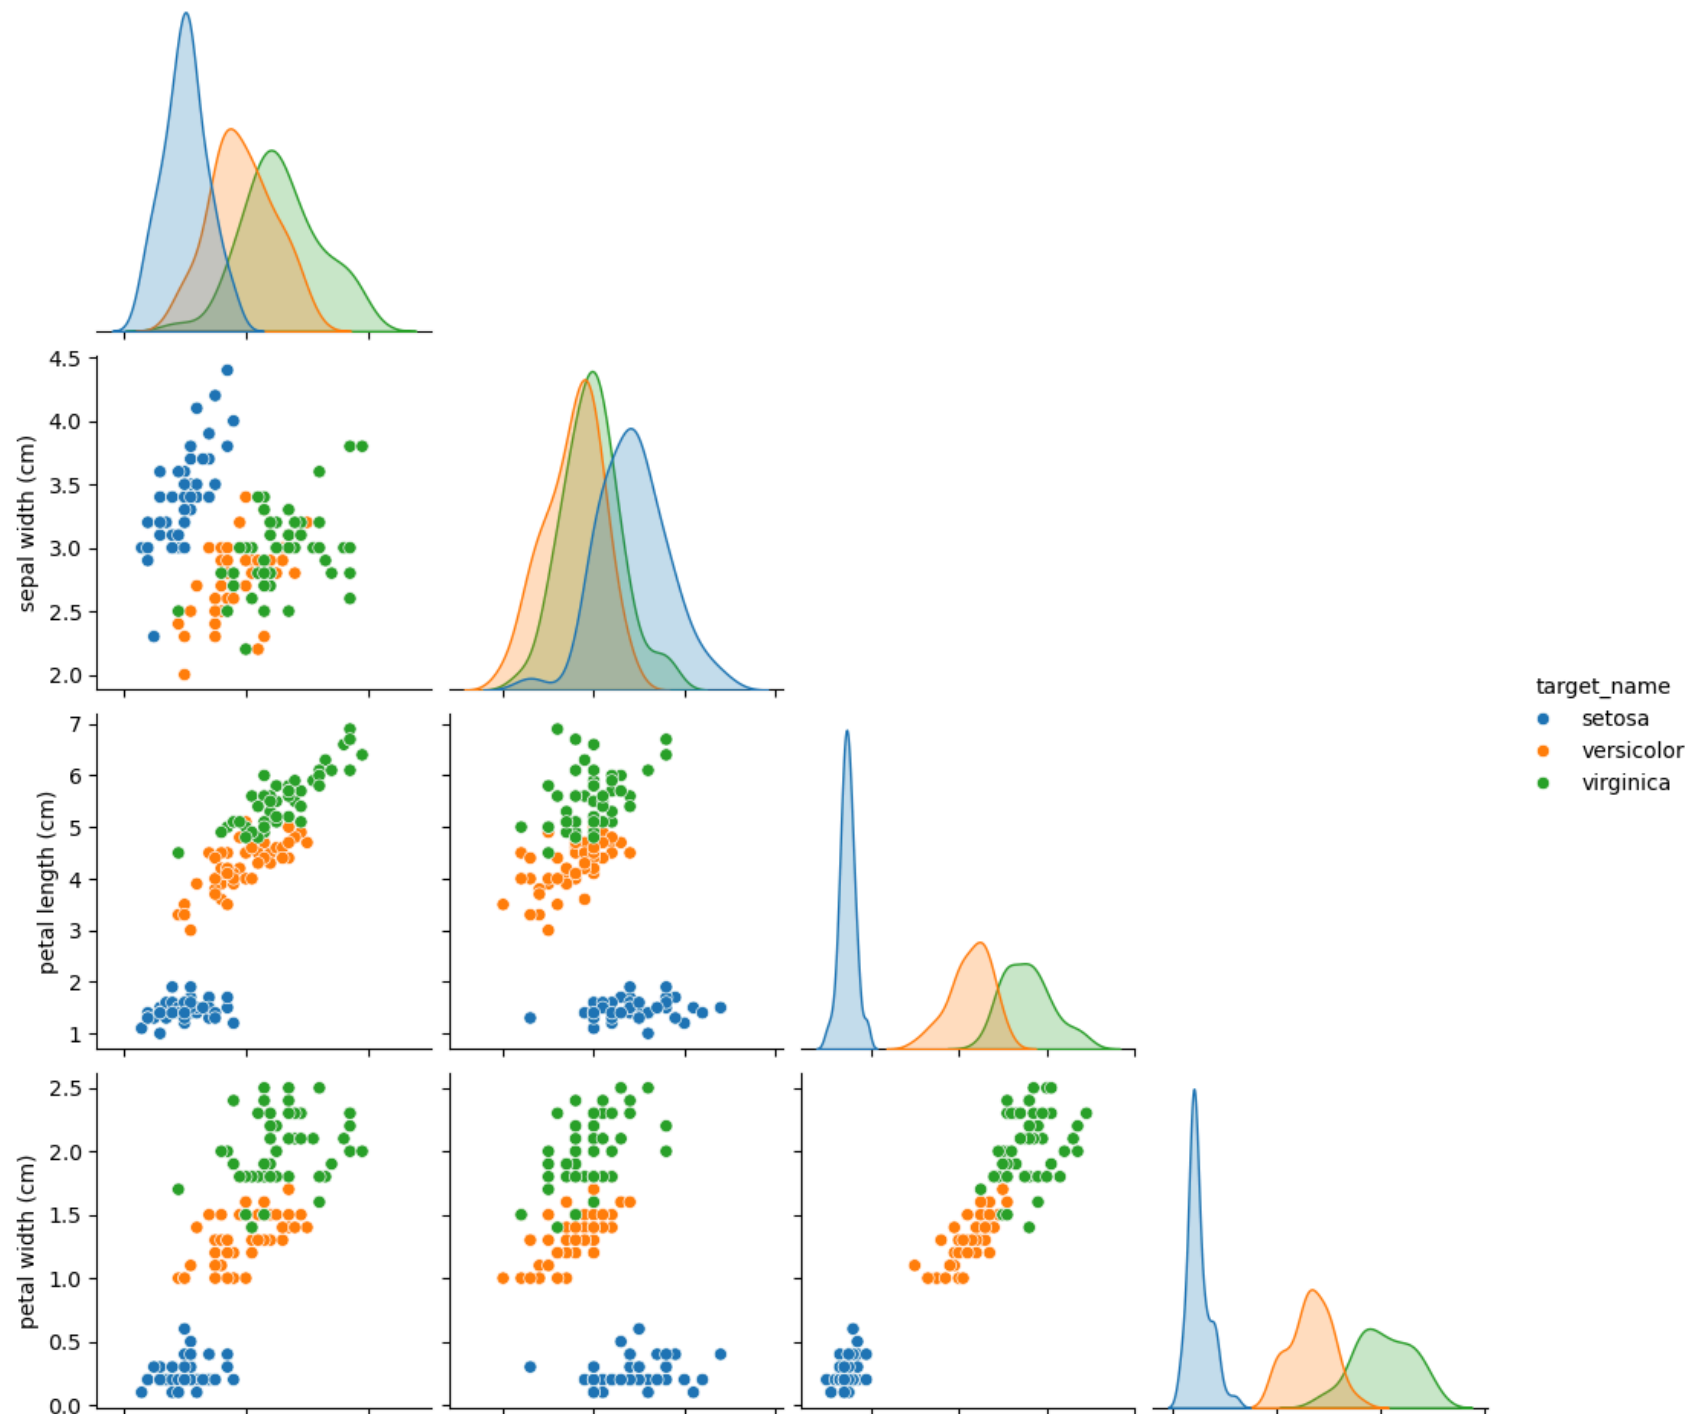 4.5
4.0
3.5
3.0
2.5
2.0
sepal width (cm)
7
6
5
4
3
2
1
petal length (cm)
2.5
2.0
1.5
1.0
0.5
0.0
petal width (cm)
target_name
setosa
versicolor
virginica